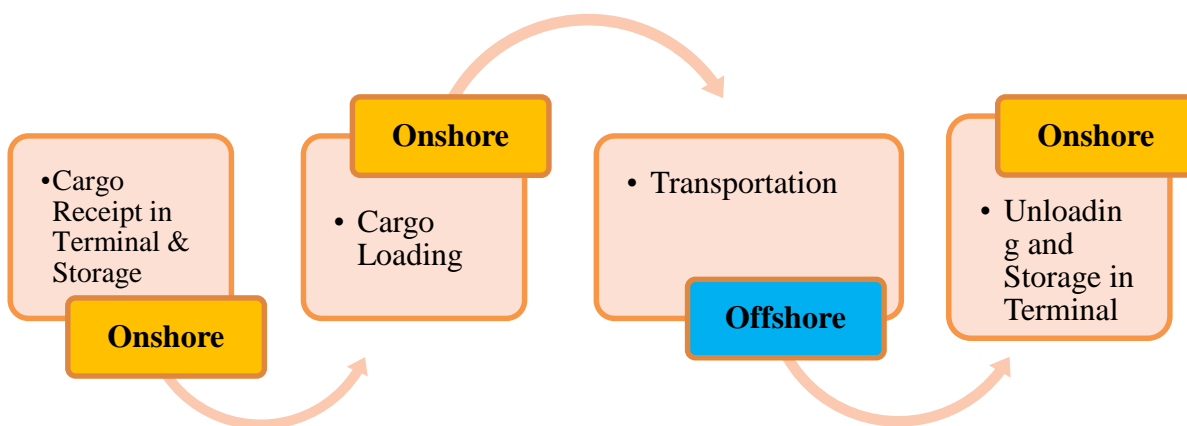 •Cargo
Receipt in
Terminal &
Storage
Onshore
Onshore
• Cargo
Loading
• Transportation
Offshore
Onshore
• Unloadin
g and
Storage in
Terminal